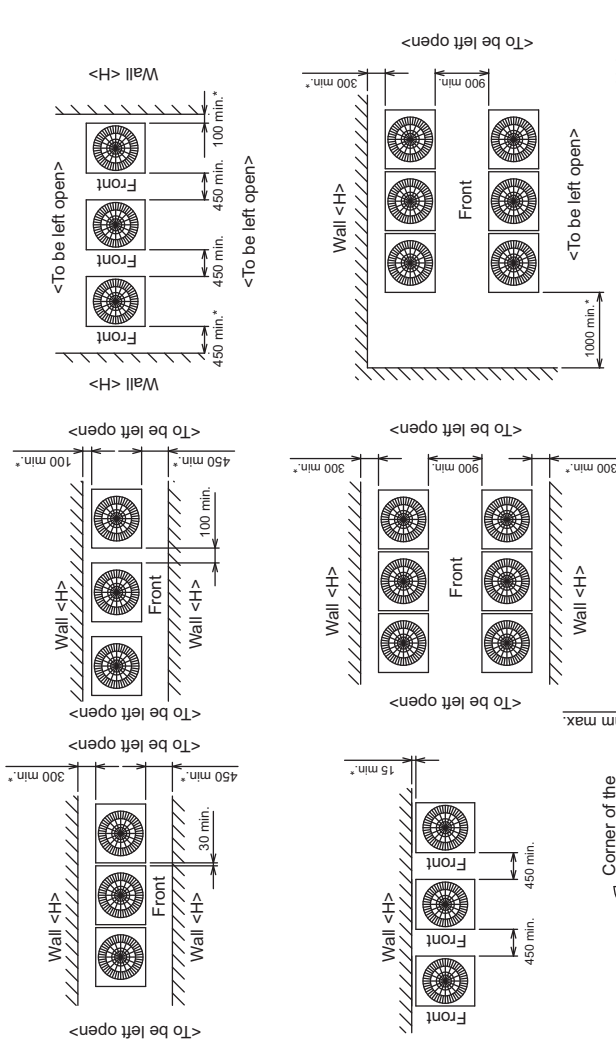 Wall <H>
<To be left open>
Front
Front
Front
100 min.*
450 min.
450 min.
450 min.*
<To be left open>
Wall <H>
<To be left open>
300 min.*
900 min.
Wall <H>
Front
<To be left open>
1000 min.*
<To be left open>
100 min.*
450 min.*
100 min.
Wall <H>
Front
Wall <H>
<To be left open>
<To be left open>
300 min.*
900 min.
300
Wall <H>
Front
Wall <H>
<To be left open>
<To be left open>
300 min.*
450 min.*
30 min.
Wall <H>
Front
Wall <H>
<To be left open>
15 min.*
Wall <H>
Front
Front
Front
450 min.
450 min.
max.
Corner of the